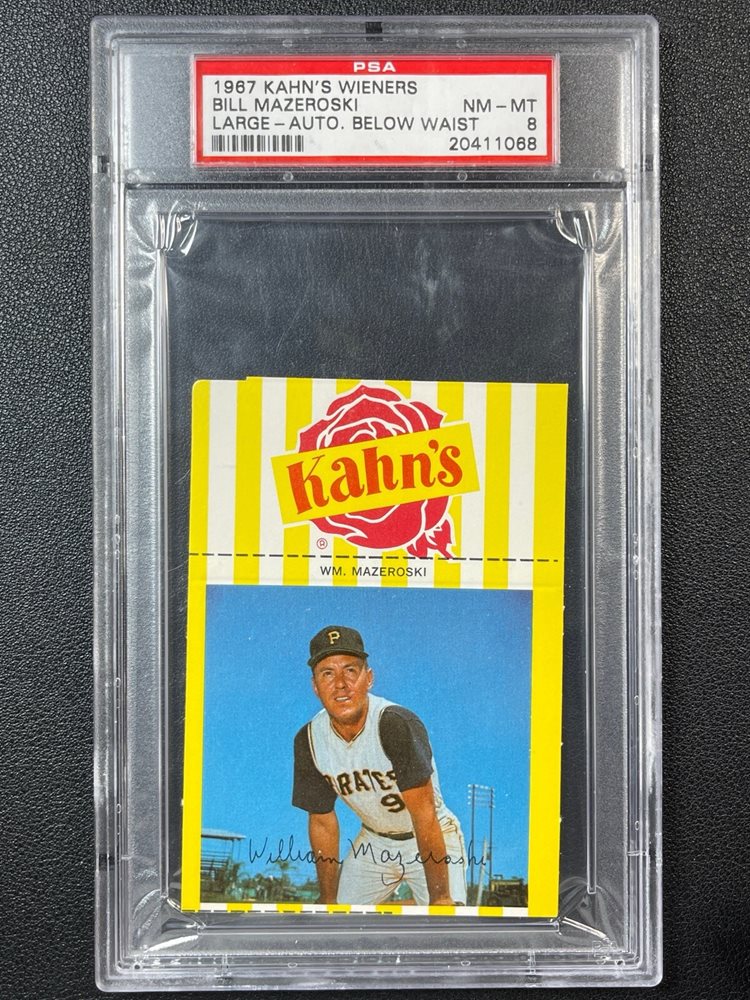 PSA
1967 KAHN'S WIENERS
BILL MAZEROSKI NM - MT
LARGE - AUTO. BELOW WAIST 8
20411068
Kahn's
®
WM. MAZEROSKI
P
PIRATES
9
William Mazeroski